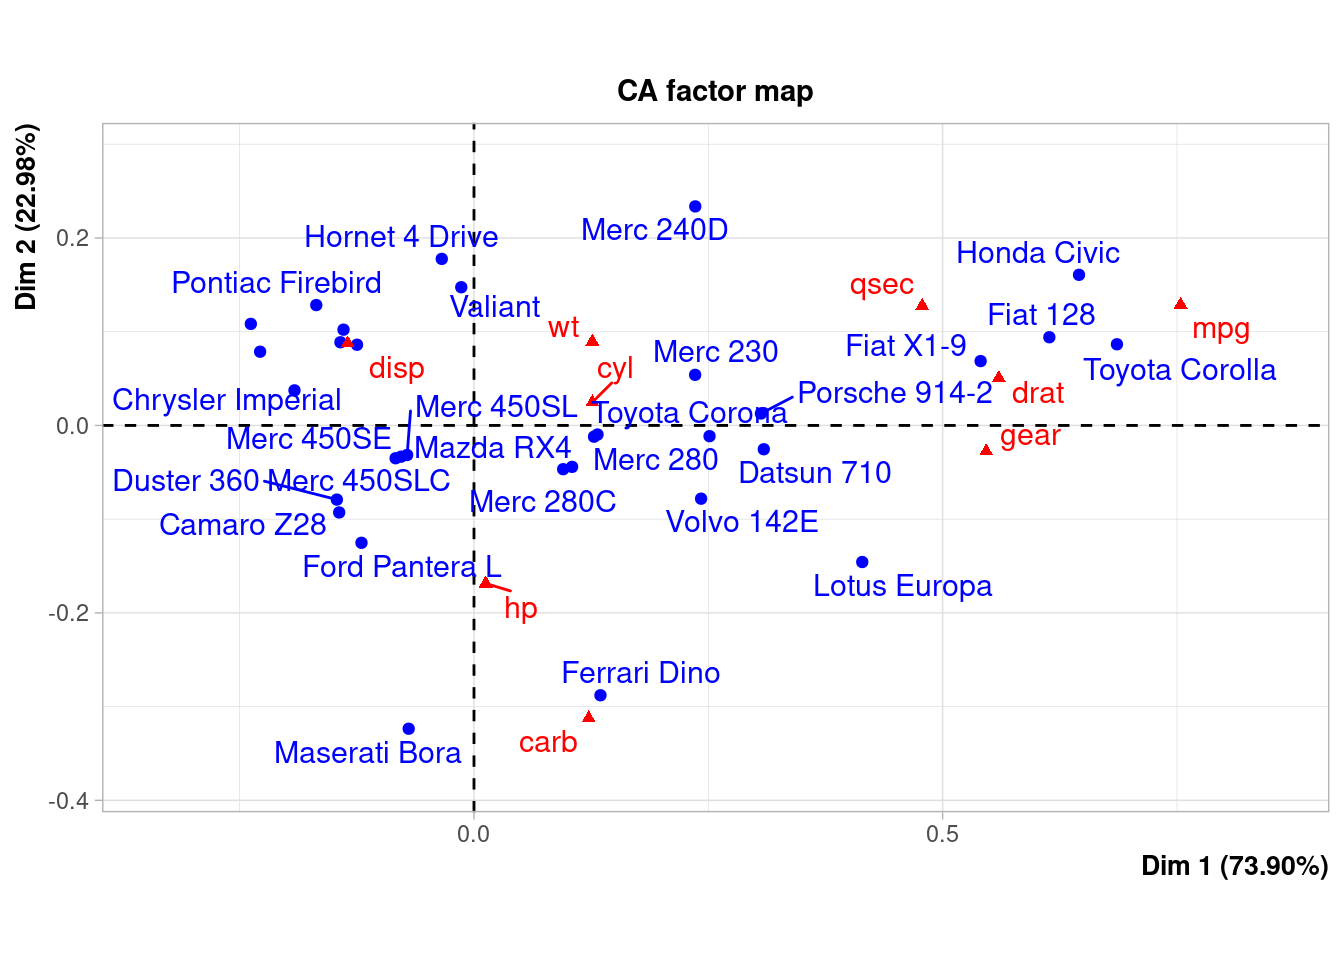 CA factor map
Dim 2 (22.98%)
0.2
0.0
-0.2
-0.4
Merc 240D
Hornet 4 Drive
Honda Civic
Pontiac Firebird
qsec
Valiant
Fiat 128
wt
mpg
Merc 230
Fiat X1-9
disp
cyl
Toyota Corolla
Chrysler Imperial
Porsche 914-2
drat
Merc 450SL
Toyota Corona
Merc 450SE
Mazda RX4
gear
Merc 280
Datsun 710
Duster 360
Merc 450SLC
Merc 280C
Camaro Z28
Volvo 142E
Ford Pantera L
Lotus Europa
hp
Ferrari Dino
carb
Maserati Bora
0.0
0.5
Dim 1 (73.90%)